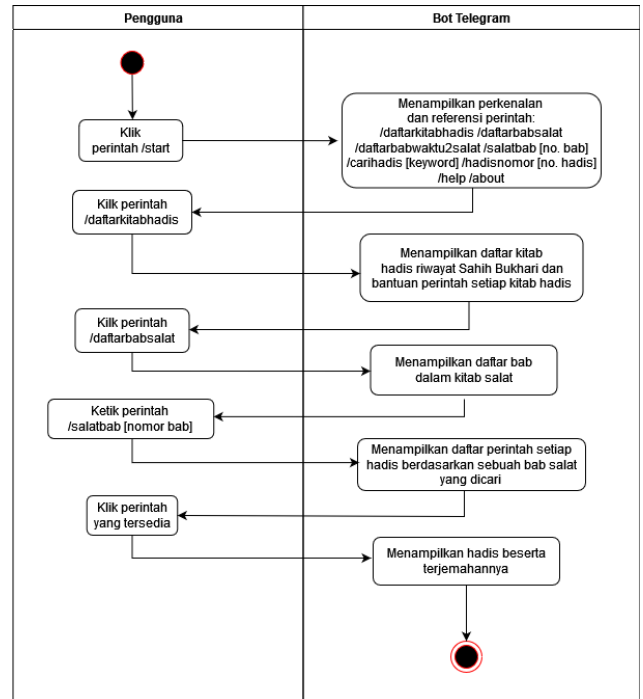 Pengguna
Bot Telegram
Klik
perintah /start
Menampilkan perkenalan
dan referensi perintah:
/daftarkitabhadis /daftarbabsalat
/daftarbabwaktu2salat /salatbab [no. bab]
/carihadis [keyword] /hadisnomor [no. hadis]
/help /about
Kilk perintah
/daftarkitabhadis
Menampilkan daftar kitab
hadis riwayat Sahih Bukhari dan
bantuan perintah setiap kitab hadis
Kilk perintah
/daftarbabsalat
Menampilkan daftar bab
dalam kitab salat
Ketik perintah
/salatbab [nomor bab]
Menampilkan daftar perintah setiap
hadis berdasarkan sebuah bab salat
yang dicari
Klik perintah
yang tersedia
Menampilkan hadis beserta
terjemahannya